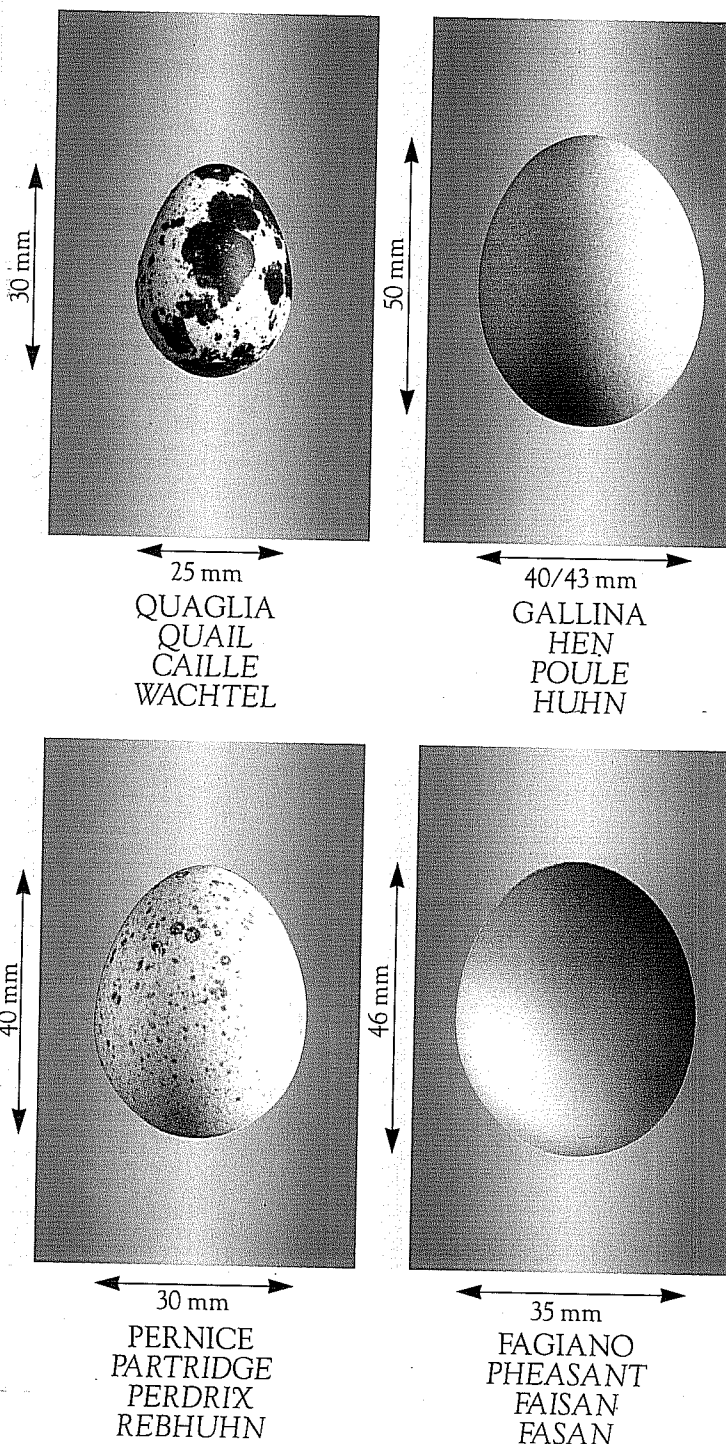 30 mm
25 mm
QUAGLIA
QUAIL
CAILLE
WACHTEL
50 mm
40/43 mm
GALLINA
HEN
POULE
HUHN
40 mm
30 mm
PERNICE
PARTRIDGE
PERDRIX
REBHUHN
46 mm
35 mm
FAGIANO
PHEASANT
FAISAN
FASAN